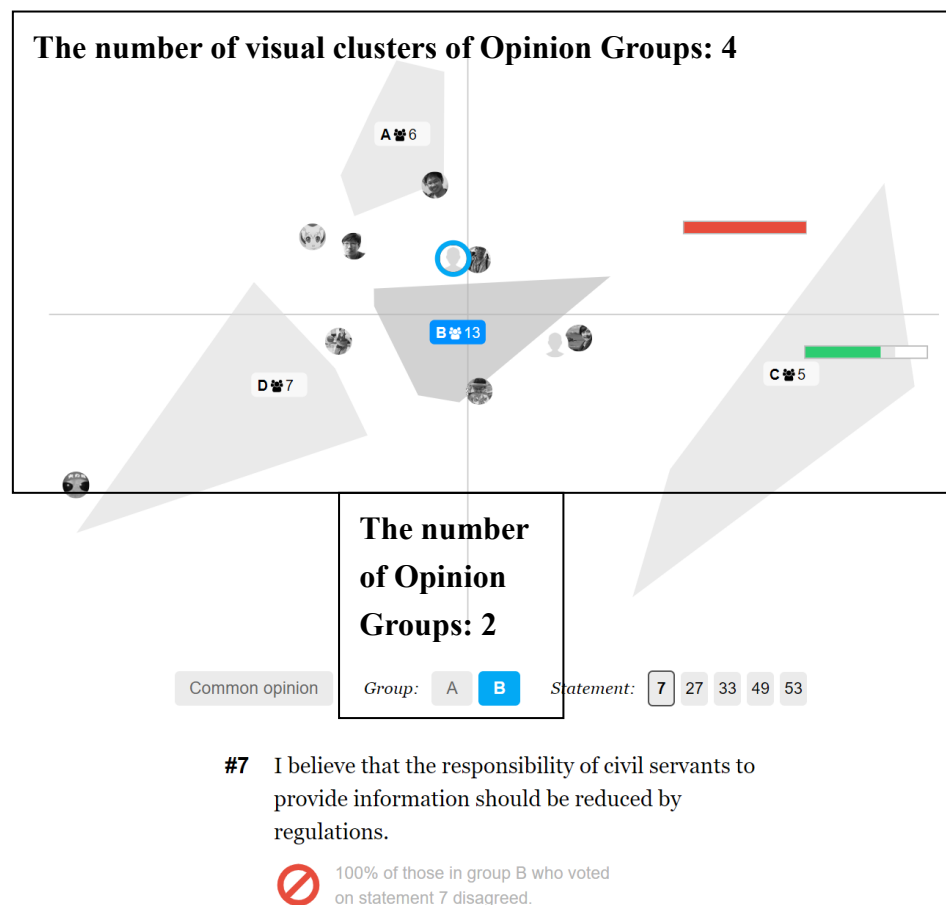 The number of visual clusters of Opinion Groups: 4
A 6
B 13
C 5
D 7
The number
of Opinion
Groups: 2
Common opinion Group: A B Statement: 7 27 33 49 53
#7 I believe that the responsibility of civil servants to
provide information should be reduced by
regulations.
100% of those in group B who voted
on statement 7 disagreed.